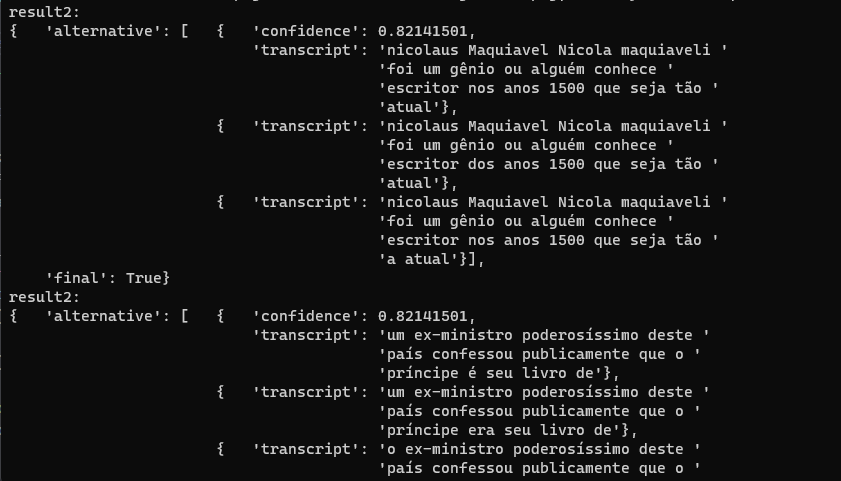 result2:
{   'alternative': [   {   'confidence': 0.82141501,
                           'transcript': 'nicolaus Maquiavel Nicola maquiaveli '
                                         'foi um gênio ou alguém conhece '
                                         'escritor nos anos 1500 que seja tão '
                                         'atual'},
                       {   'transcript': 'nicolaus Maquiavel Nicola maquiaveli '
                                         'foi um gênio ou alguém conhece '
                                         'escritor dos anos 1500 que seja tão '
                                         'atual'},
                       {   'transcript': 'nicolaus Maquiavel Nicola maquiaveli '
                                         'foi um gênio ou alguém conhece '
                                         'escritor nos anos 1500 que seja tão '
                                         'a atual'}],
    'final': True}
result2:
{   'alternative': [   {   'confidence': 0.82141501,
                           'transcript': 'um ex-ministro poderosíssimo deste '
                                         'país confessou publicamente que o '
                                         'príncipe é seu livro de'},
                       {   'transcript': 'um ex-ministro poderosíssimo deste '
                                         'país confessou publicamente que o '
                                         'príncipe era seu livro de'},
                       {   'transcript': 'o ex-ministro poderosíssimo deste '
                                         'país confessou publicamente que o '